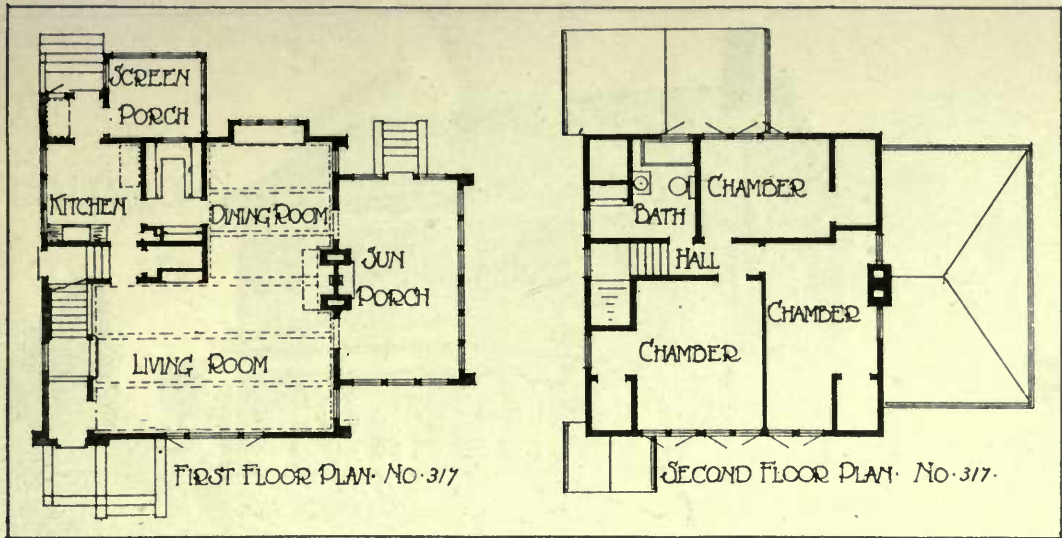 SCREEN
PORCH
KITCHEN
DINING ROOM
SUN
PORCH
LIVING ROOM
FIRST FLOOR PLAN· NO·317
CHAMBER
BATH
HALL
CHAMBER
CHAMBER
SECOND FLOOR PLAN· NO·317·